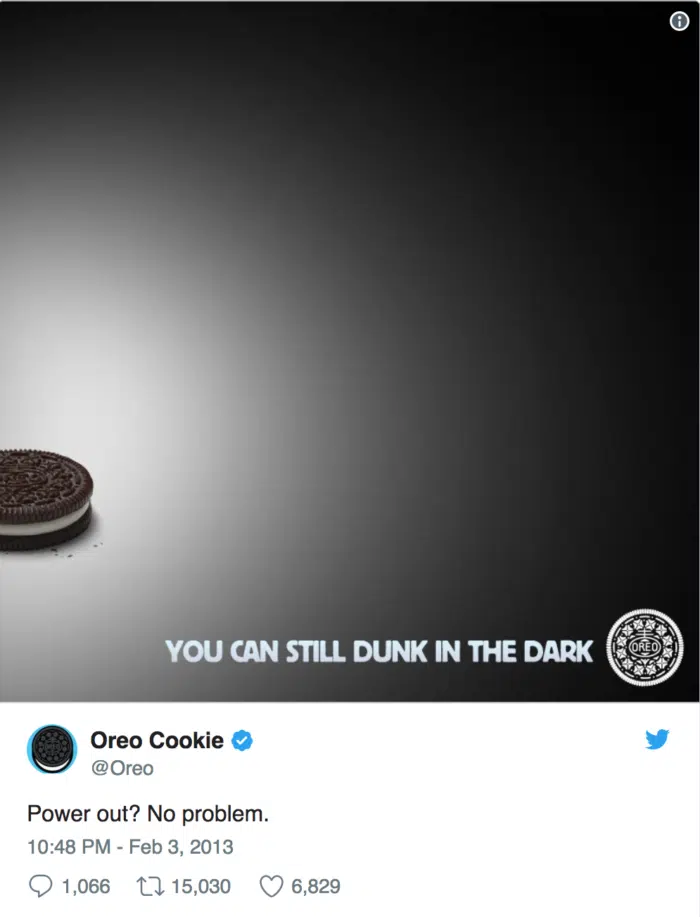 YOU CAN STILL DUNK IN THE DARK
OREO
Oreo Cookie
@Oreo
Power out? No problem.
10:48 PM - Feb 3, 2013
1,066 15,030 6,829